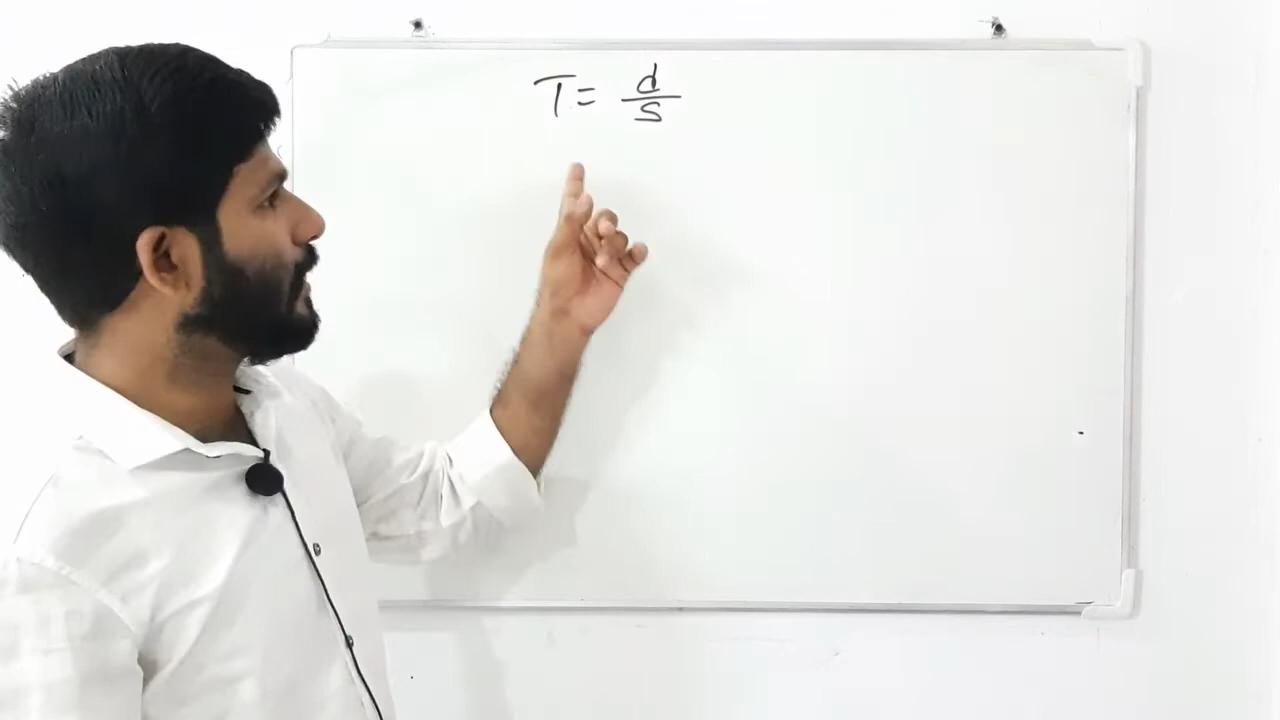 T = d/s